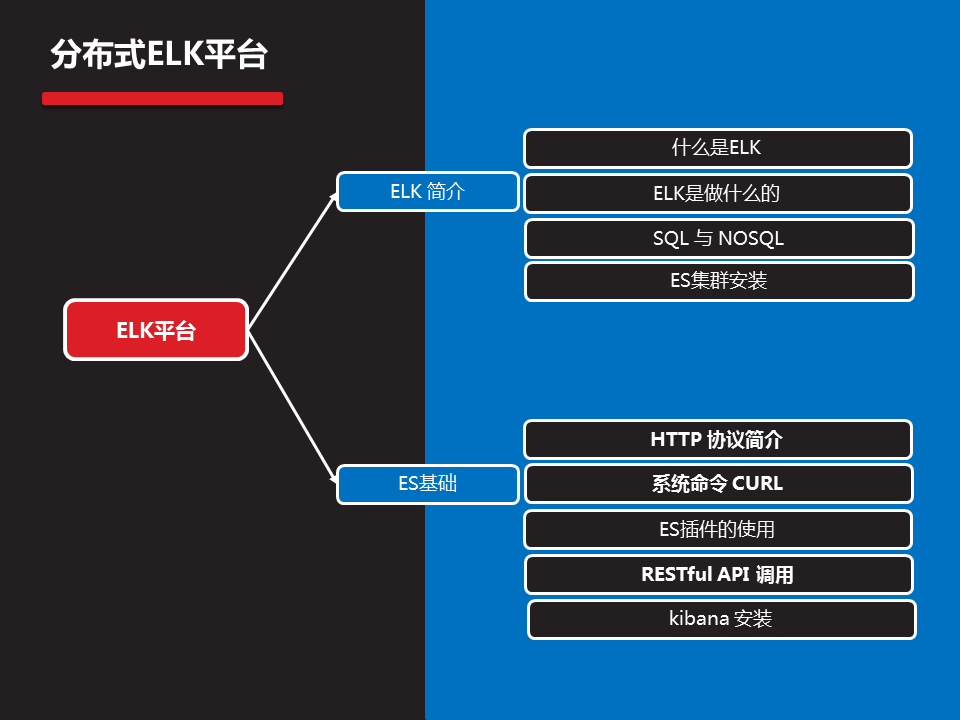 分布式ELK平台
什么是ELK
ELK 简介
ELK是做什么的
SQL 与 NOSQL
ES集群安装
ELK平台
HTTP 协议简介
ES基础
系统命令 CURL
ES插件的使用
RESTful API 调用
kibana 安装